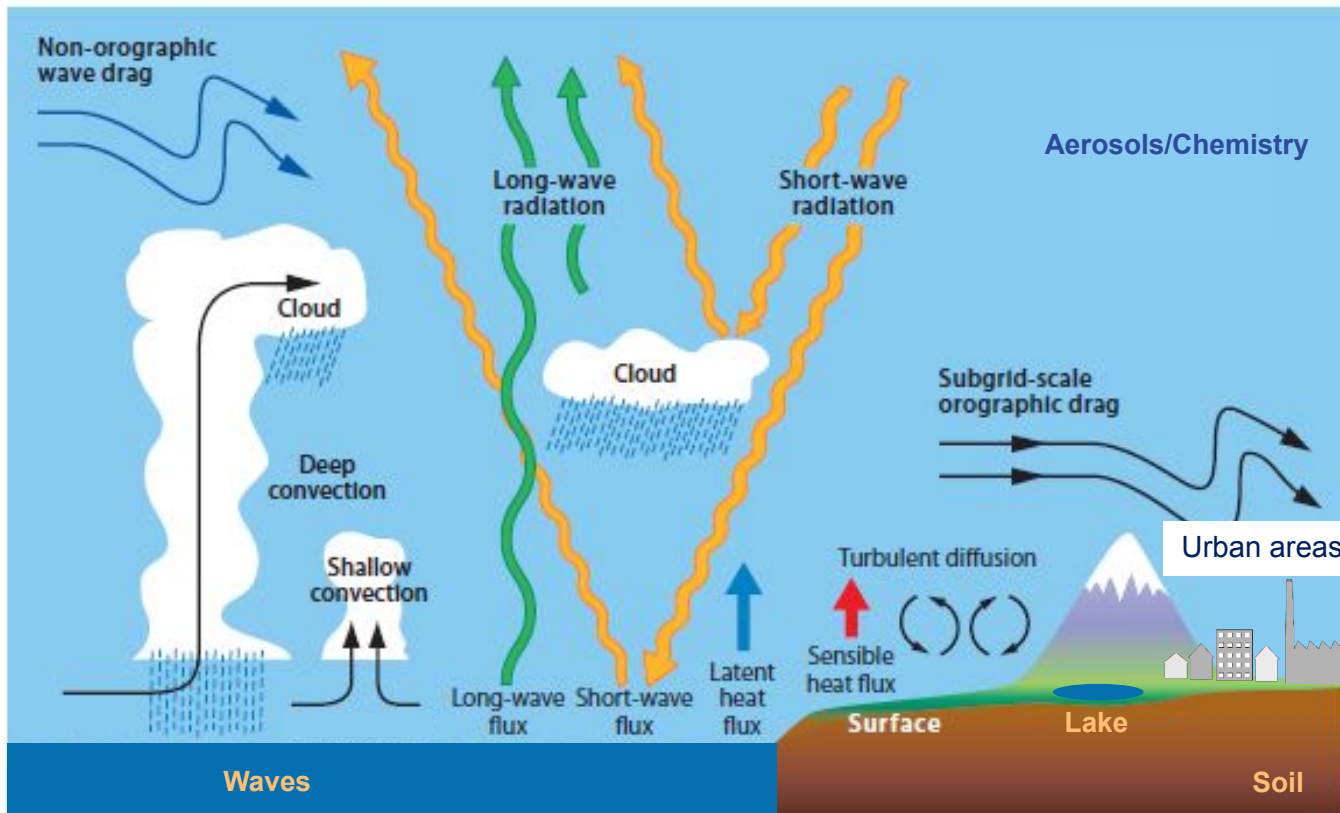 Non-orographic
wave drag
Long-wave
radiation
Short-wave
radiation
Aerosols/Chemistry
Cloud
Cloud
Subgrid-scale
orographic drag
Deep
convection
Shallow
convection
Turbulent diffusion
Urban areas
Long-wave
flux
Short-wave
flux
Latent
heat
flux
Sensible
heat flux
Surface
Lake
Waves
Soil